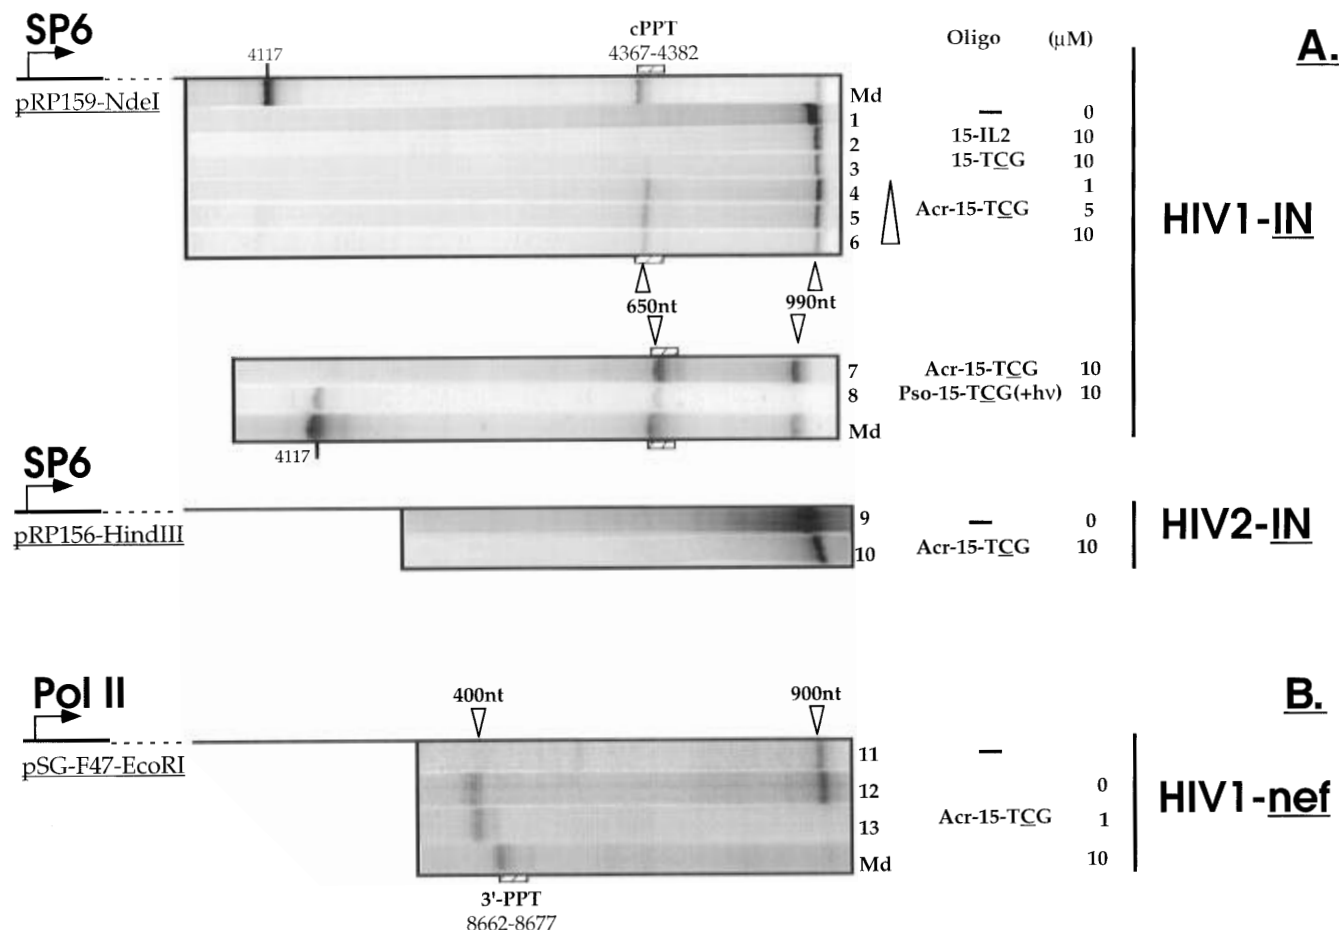 SP6
pRP159-NdeI
4117
cPPT
4367-4382
Oligo (μM)
A.
Md
1 — 0
2 15-IL2 10
3 15-TCG 10
4 1
5 Acr-15-TCG 5
6 10
HIV1-IN
650nt
990nt
7 Acr-15-TCG 10
8 Pso-15-TCG(+hν) 10
Md
4117
SP6
pRP156-HindIII
9 — 0
10 Acr-15-TCG 10
HIV2-IN
Pol II
pSG-F47-EcoRI
400nt
900nt
B.
11 —
12 0
13 Acr-15-TCG 1
Md 10
HIV1-nef
3'-PPT
8662-8677